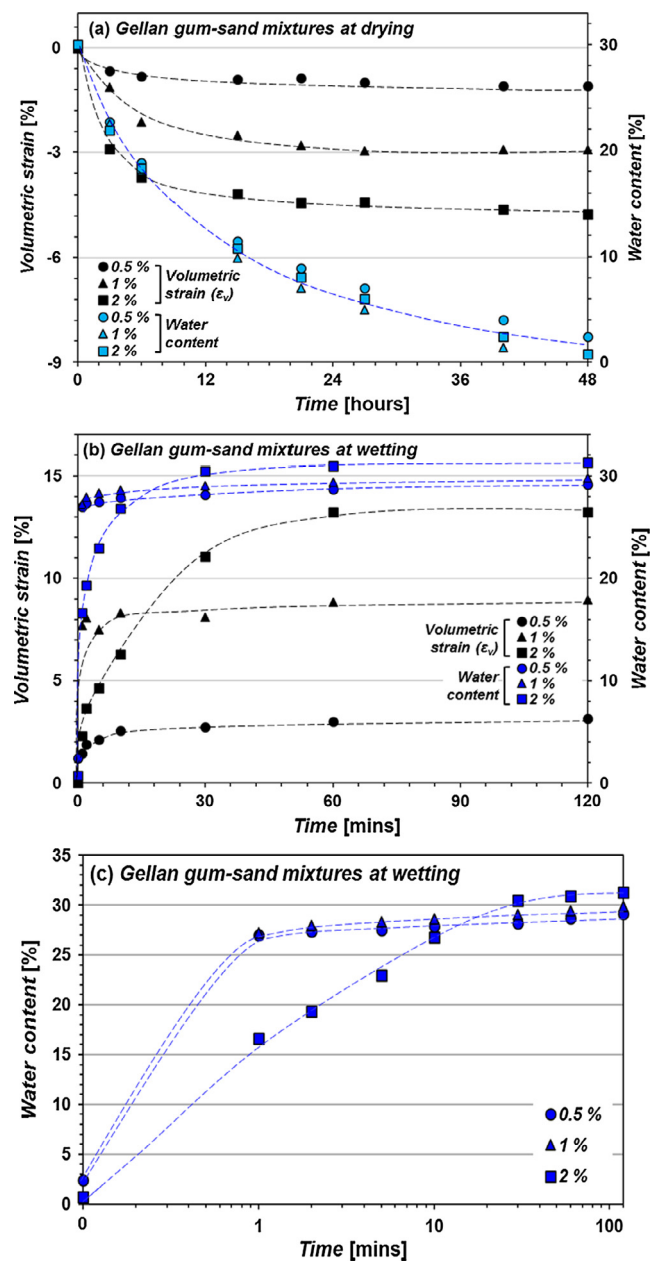 (a) Gellan gum-sand mixtures at drying
0
-3
-6
-9
Volumetric strain [%]
30
20
10
0
Water content [%]
0.5 %
1 %
2 %
Volumetric
strain (εv)
0.5 %
1 %
2 %
Water
content
0 12 24 36 48
Time [hours]
(b) Gellan gum-sand mixtures at wetting
15
10
5
0
Volumetric strain [%]
30
20
10
0
Water content [%]
Volumetric
strain (εv)
0.5 %
1 %
2 %
Water
content
0.5 %
1 %
2 %
0 30 60 90 120
Time [mins]
(c) Gellan gum-sand mixtures at wetting
35
30
25
20
15
10
5
0
Water content [%]
0.5 %
1 %
2 %
0 1 10 100
Time [mins]